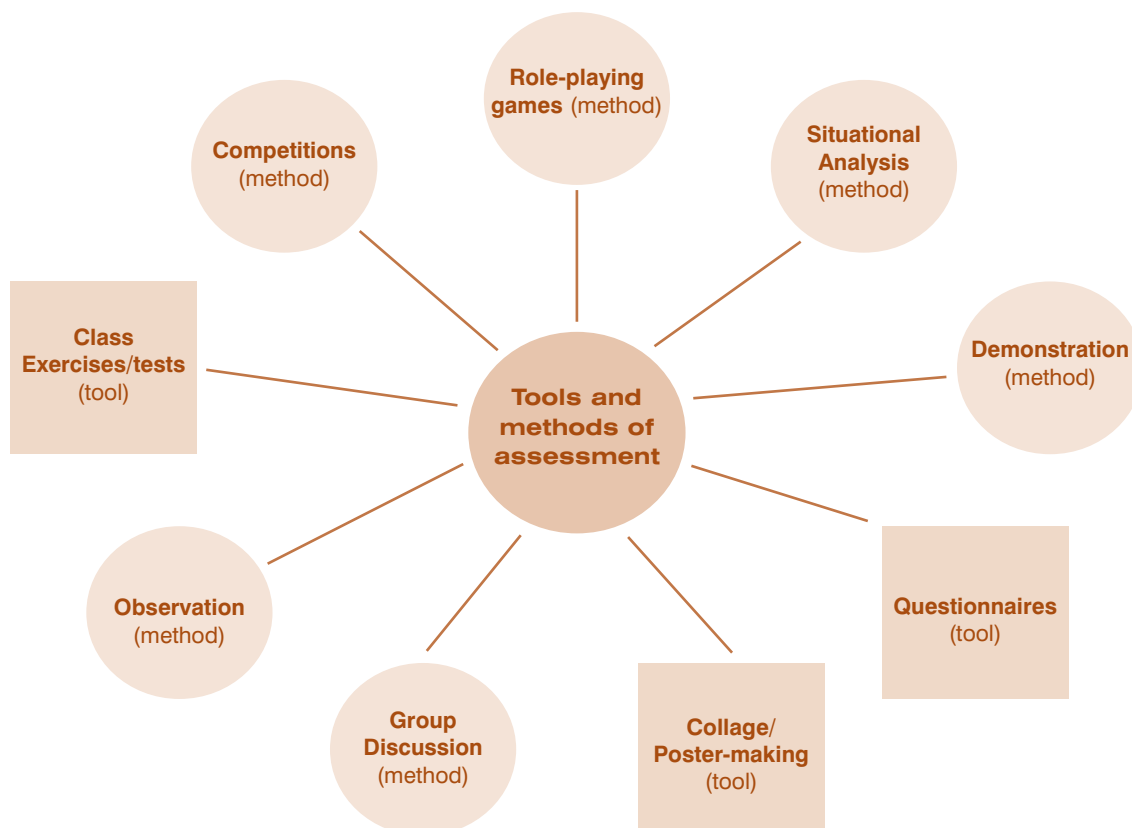 Role-playing
games (method)
Situational
Analysis
(method)
Competitions
(method)
Class
Exercises/tests
(tool)
Demonstration
(method)
Tools and
methods of
assessment
Observation
(method)
Questionnaires
(tool)
Group
Discussion
(method)
Collage/
Poster-making
(tool)